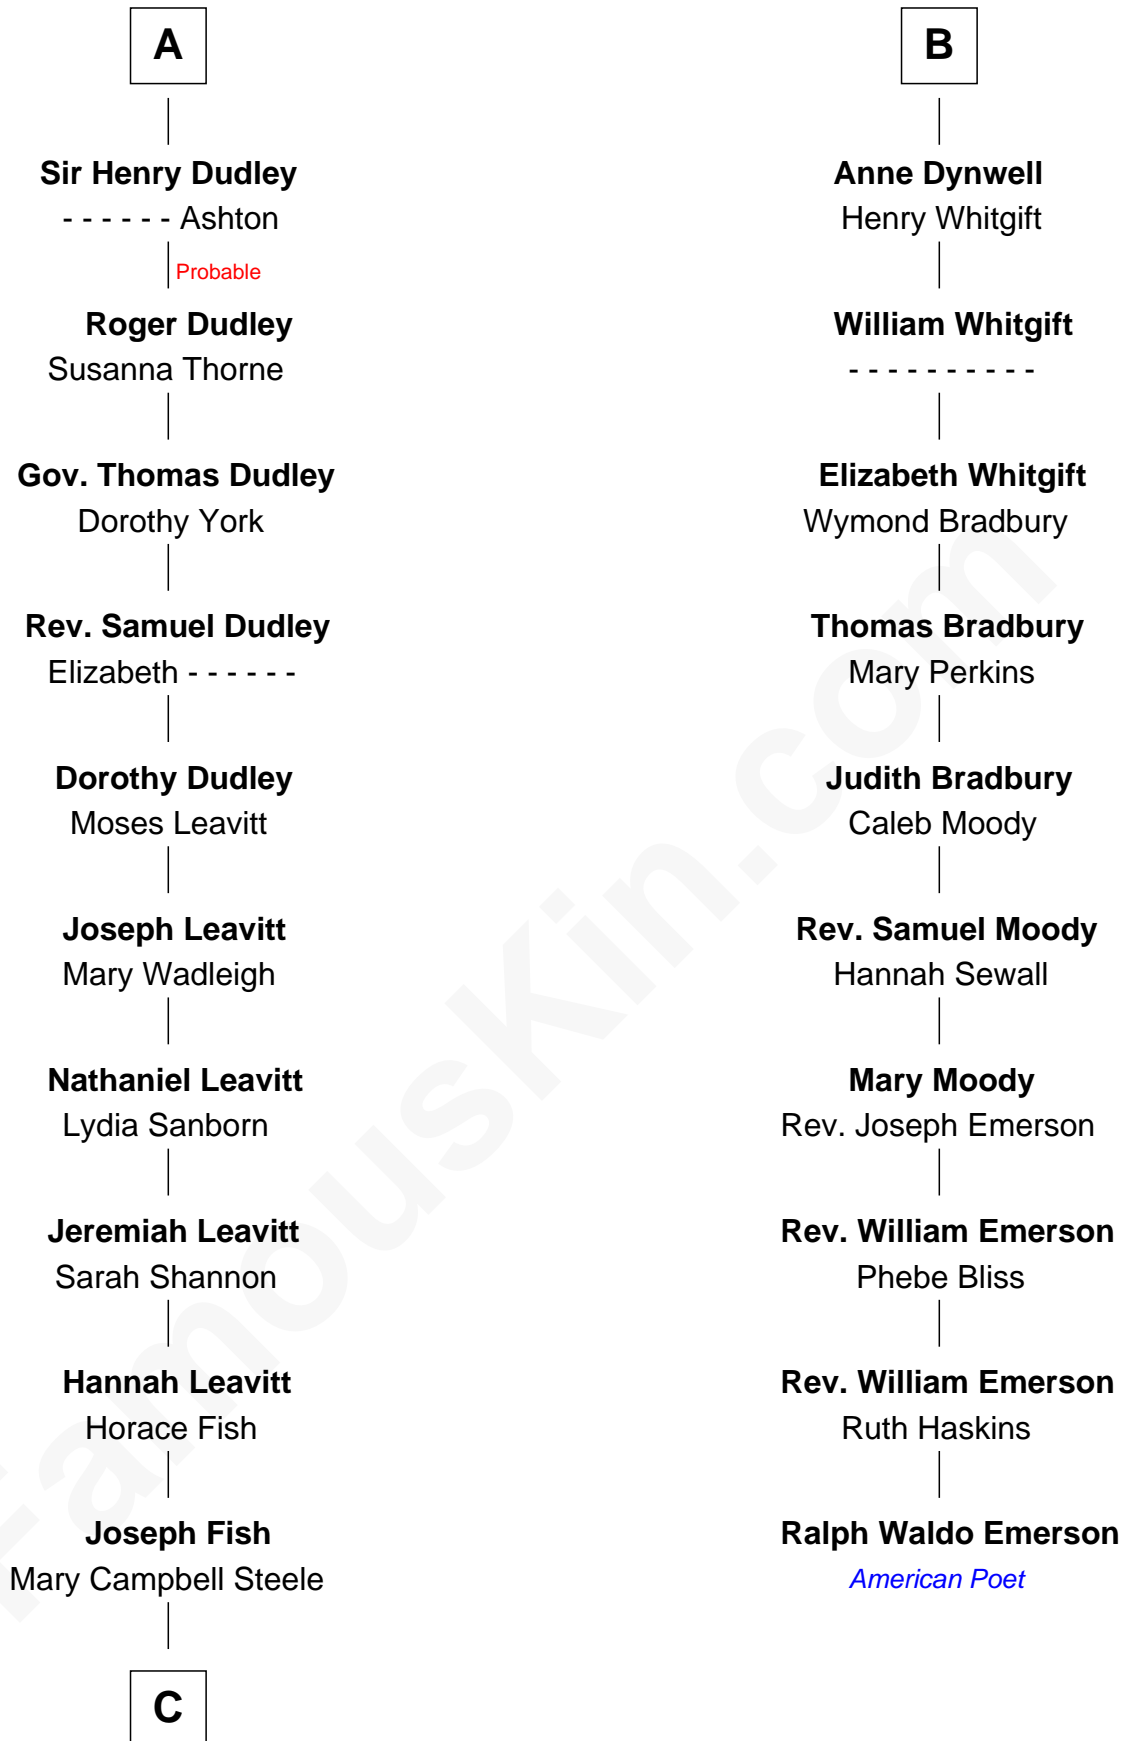 A
Sir Henry Dudley
- - - - - - Ashton
Probable
Roger Dudley
Susanna Thorne
Gov. Thomas Dudley
Dorothy York
Rev. Samuel Dudley
Elizabeth - - - - - -
Dorothy Dudley
Moses Leavitt
Joseph Leavitt
Mary Wadleigh
Nathaniel Leavitt
Lydia Sanborn
Jeremiah Leavitt
Sarah Shannon
Hannah Leavitt
Horace Fish
Joseph Fish
Mary Campbell Steele
C
B
Anne Dynwell
Henry Whitgift
William Whitgift
- - - - - - - - - -
Elizabeth Whitgift
Wymond Bradbury
Thomas Bradbury
Mary Perkins
Judith Bradbury
Caleb Moody
Rev. Samuel Moody
Hannah Sewall
Mary Moody
Rev. Joseph Emerson
Rev. William Emerson
Phebe Bliss
Rev. William Emerson
Ruth Haskins
Ralph Waldo Emerson
American Poet
FamousKin.com